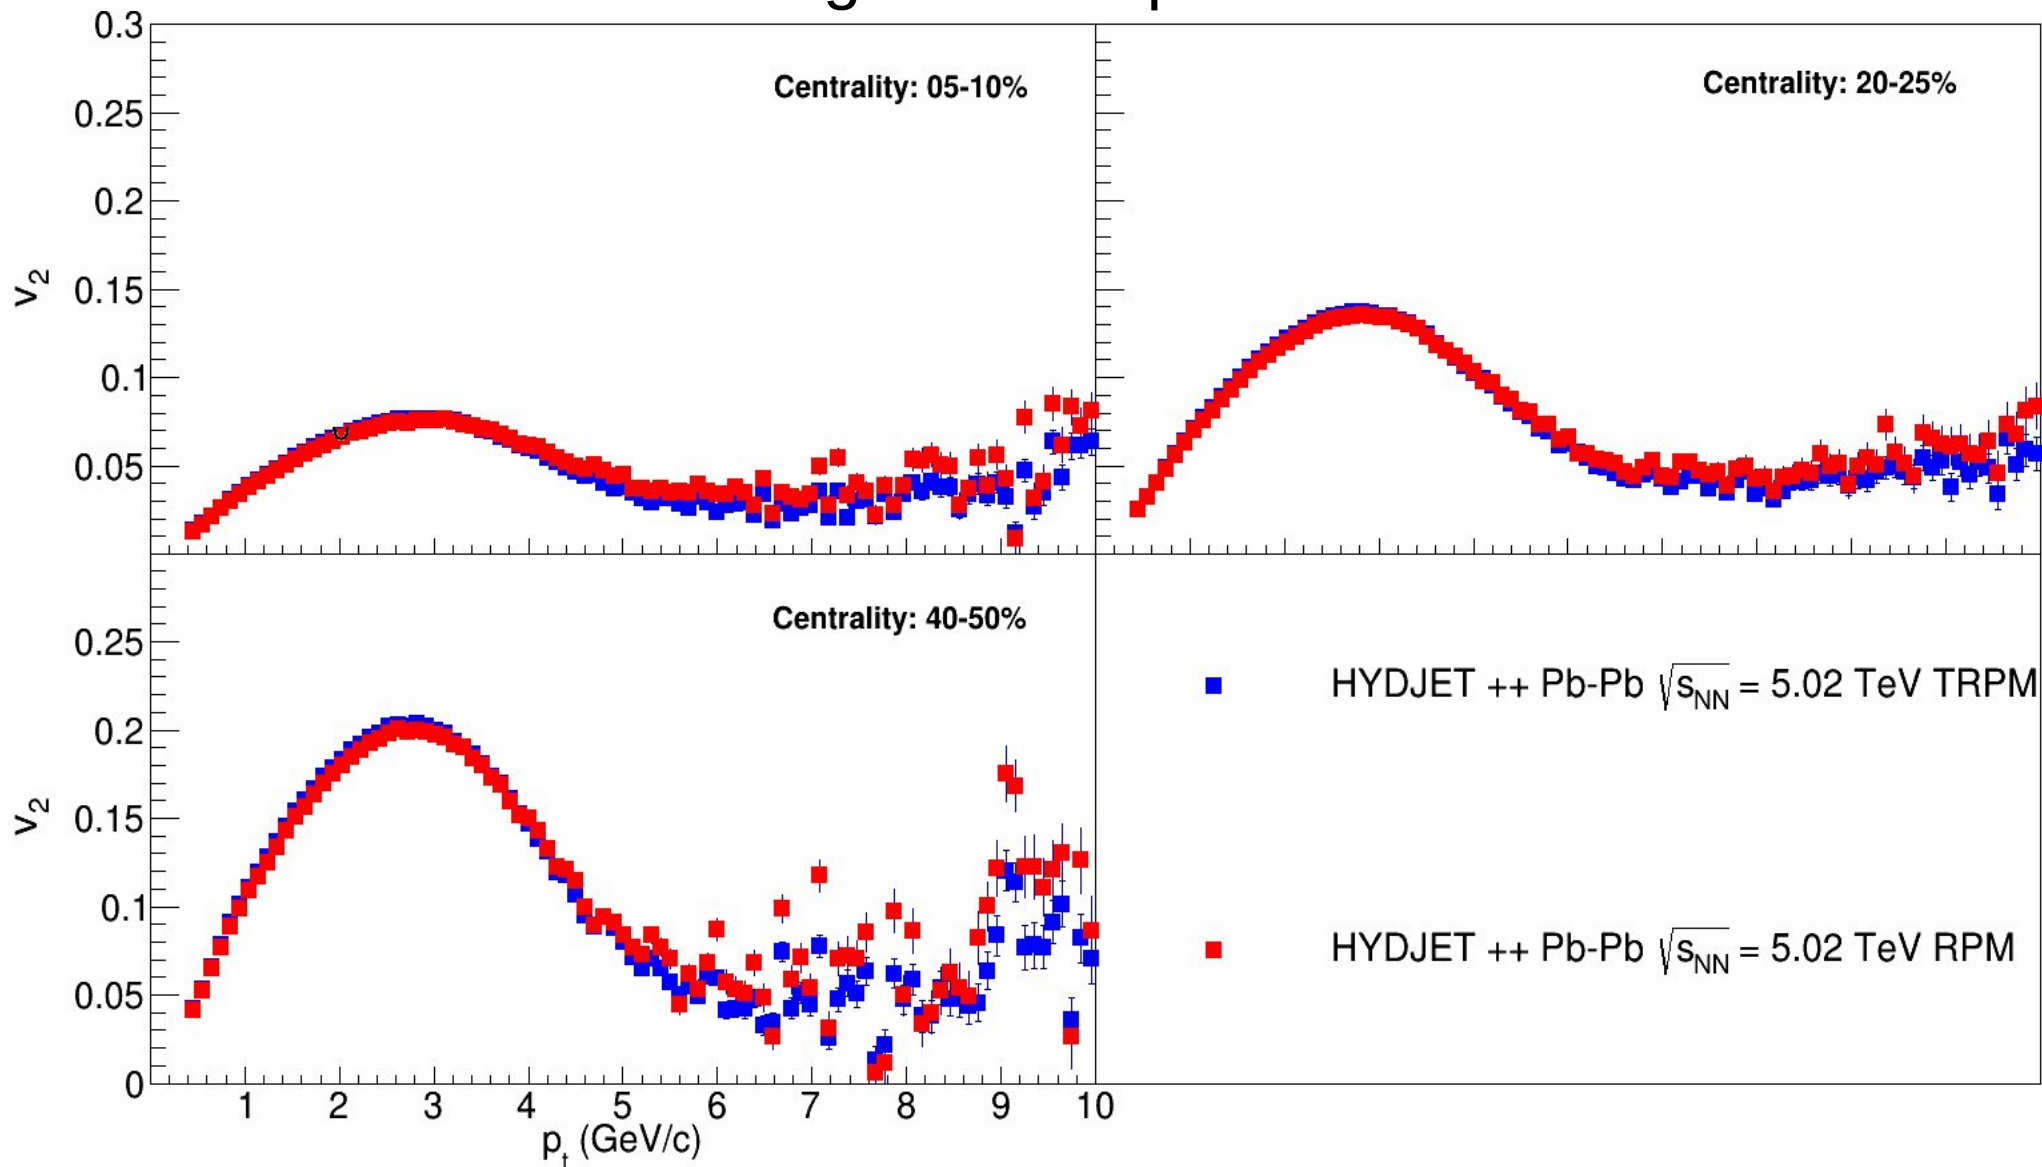 0.3
Centrality: 05-10%
Centrality: 20-25%
0.25
0.2
v2
0.15
0.1
0.05
Centrality: 40-50%
0.25
HYDJET ++ Pb-Pb √sNN = 5.02 TeV TRPM
0.2
v2
0.15
0.1
HYDJET ++ Pb-Pb √sNN = 5.02 TeV RPM
0.05
0
1 2 3 4 5 6 7 8 9 10
pt (GeV/c)